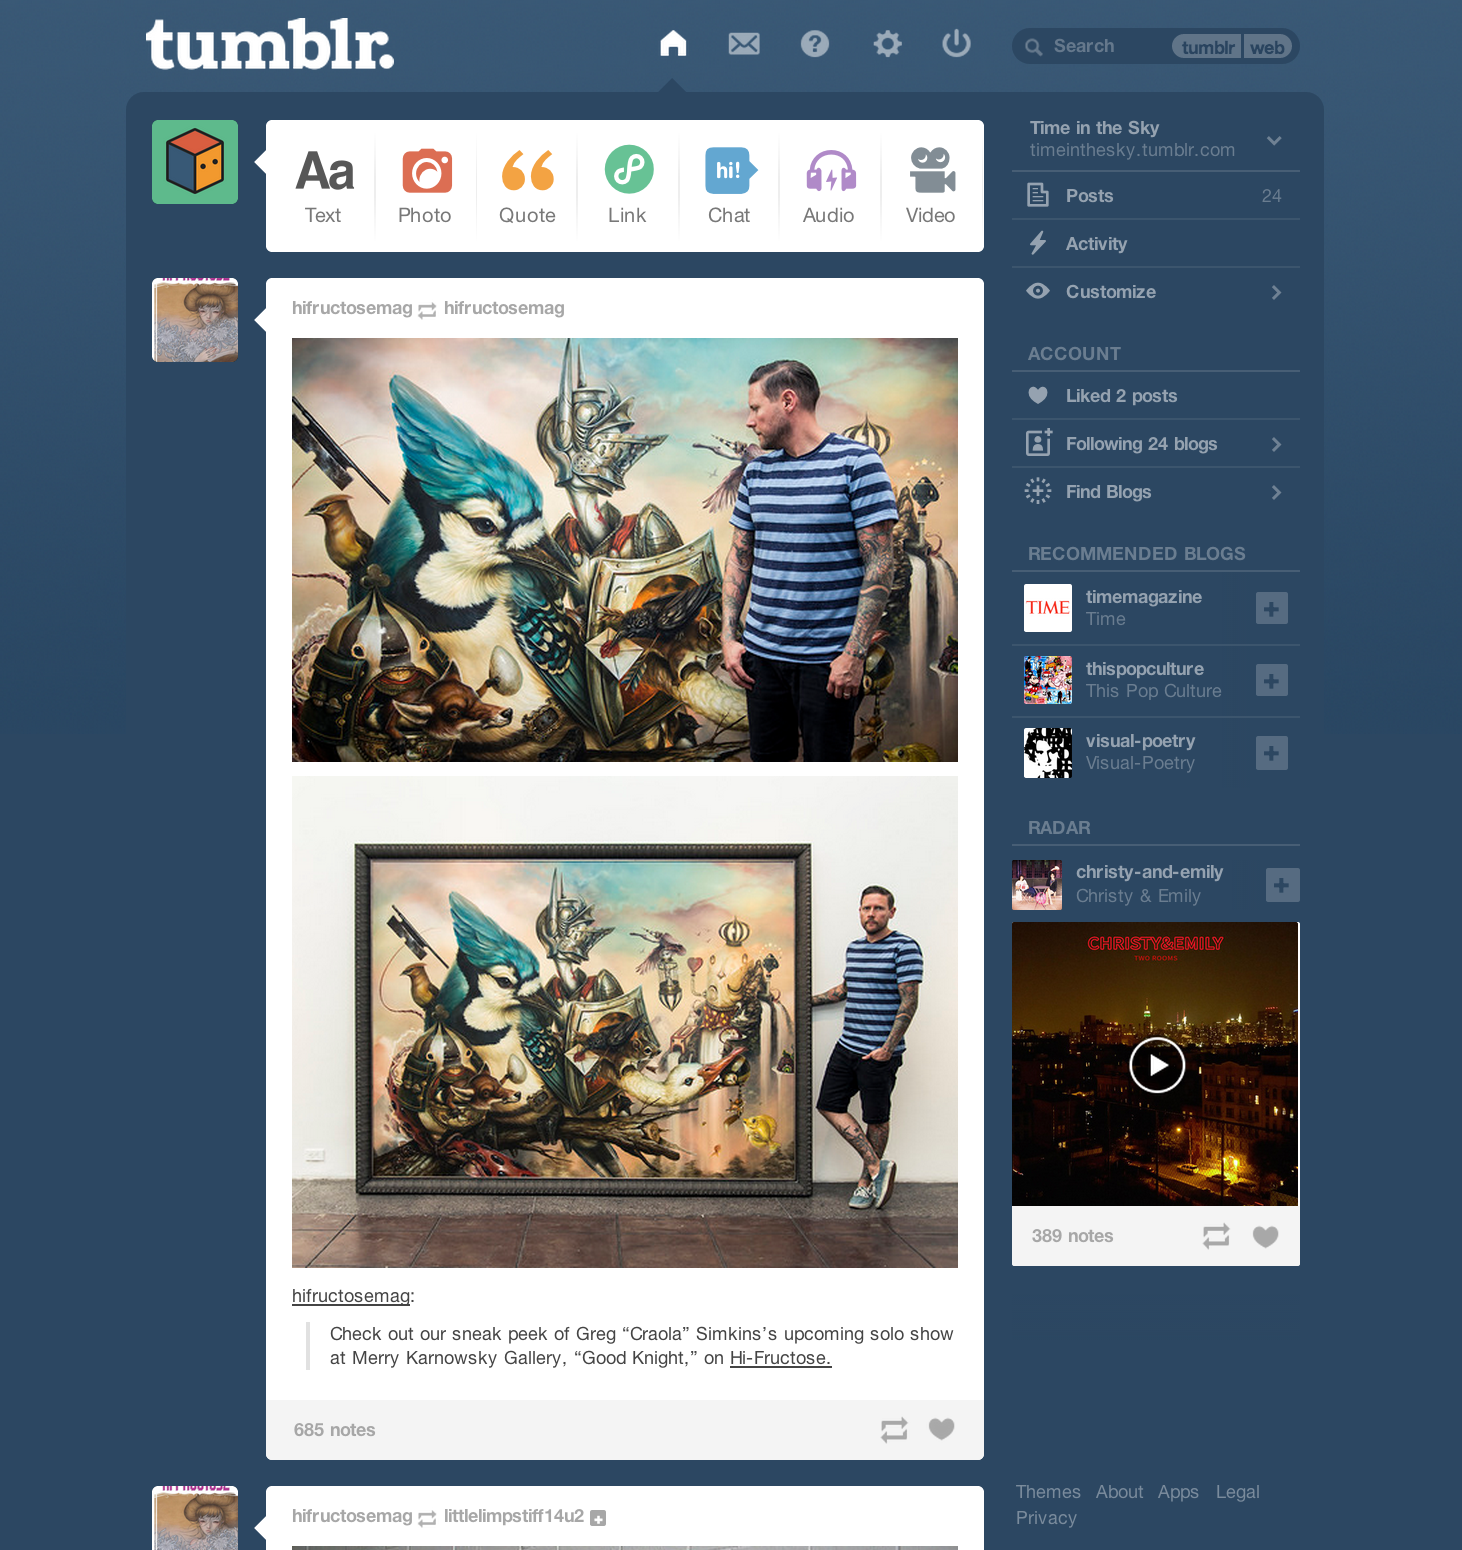 tumblr.
Search
tumblr web
Aa
hi!
Text Photo Quote Link Chat Audio Video
Time in the Sky
timeinthesky.tumblr.com
Posts 24
Activity
Customize
ACCOUNT
Liked 2 posts
Following 24 blogs
Find Blogs
RECOMMENDED BLOGS
TIME
timemagazine
Time
thispopculture
This Pop Culture
visual-poetry
Visual-Poetry
RADAR
christy-and-emily
Christy & Emily
CHRISTY&EMILY
TWO ROOMS
389 notes
hifructosemag hifructosemag
hifructosemag:
Check out our sneak peek of Greg “Craola” Simkins’s upcoming solo show
at Merry Karnowsky Gallery, “Good Knight,” on Hi-Fructose.
685 notes
hifructosemag littlelimpstiff14u2
Themes About Apps Legal
Privacy